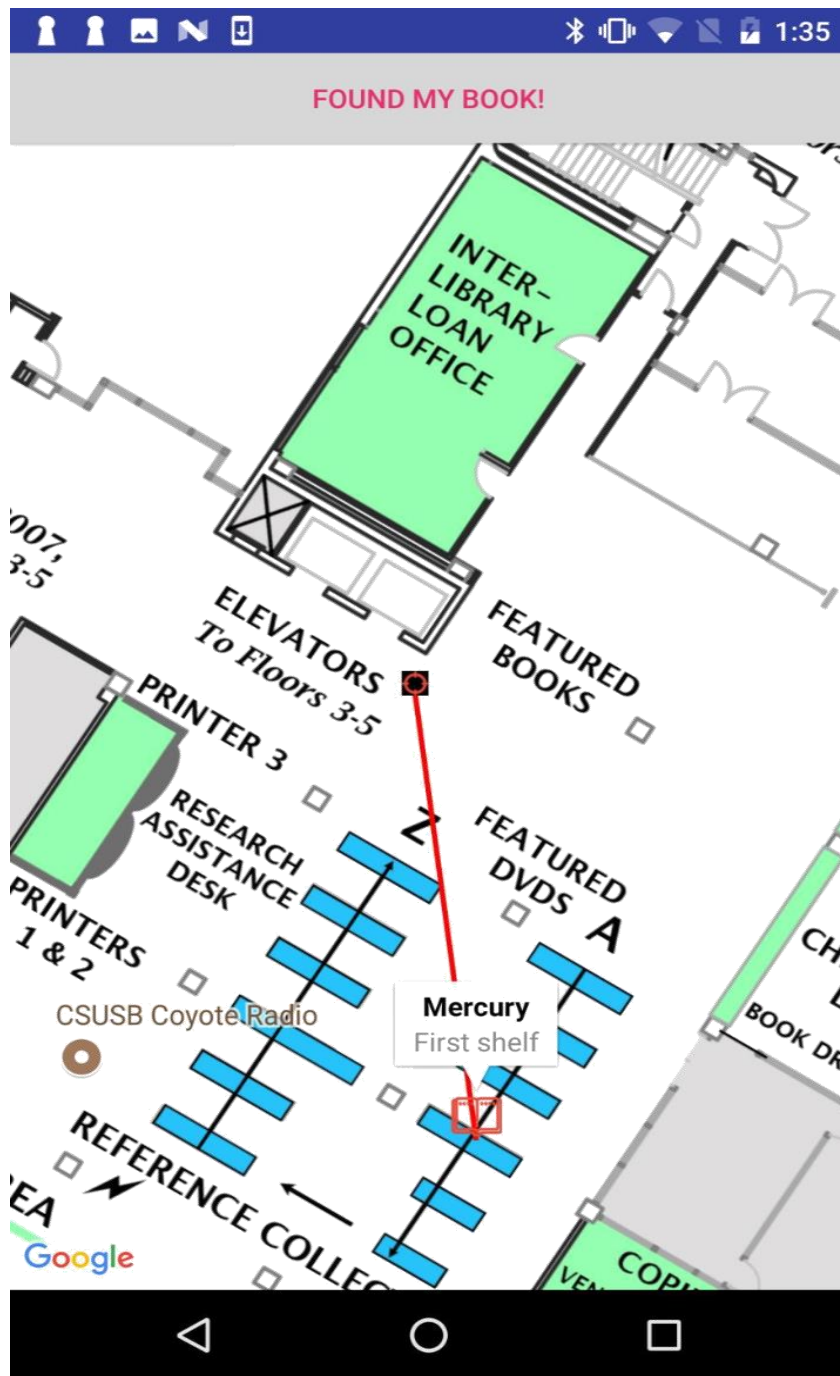 1:35
FOUND MY BOOK!
INTER-
LIBRARY
LOAN
OFFICE
007,
3-5
ELEVATORS
To Floors 3-5
FEATURED
BOOKS
PRINTER 3
RESEARCH
ASSISTANCE
DESK
Z
FEATURED
DVDS
A
PRINTERS
1 & 2
CSUSB Coyote Radio
Mercury
First shelf
BOOK DR
REFERENCE COLLEC
EA
Google
COPI
VEN